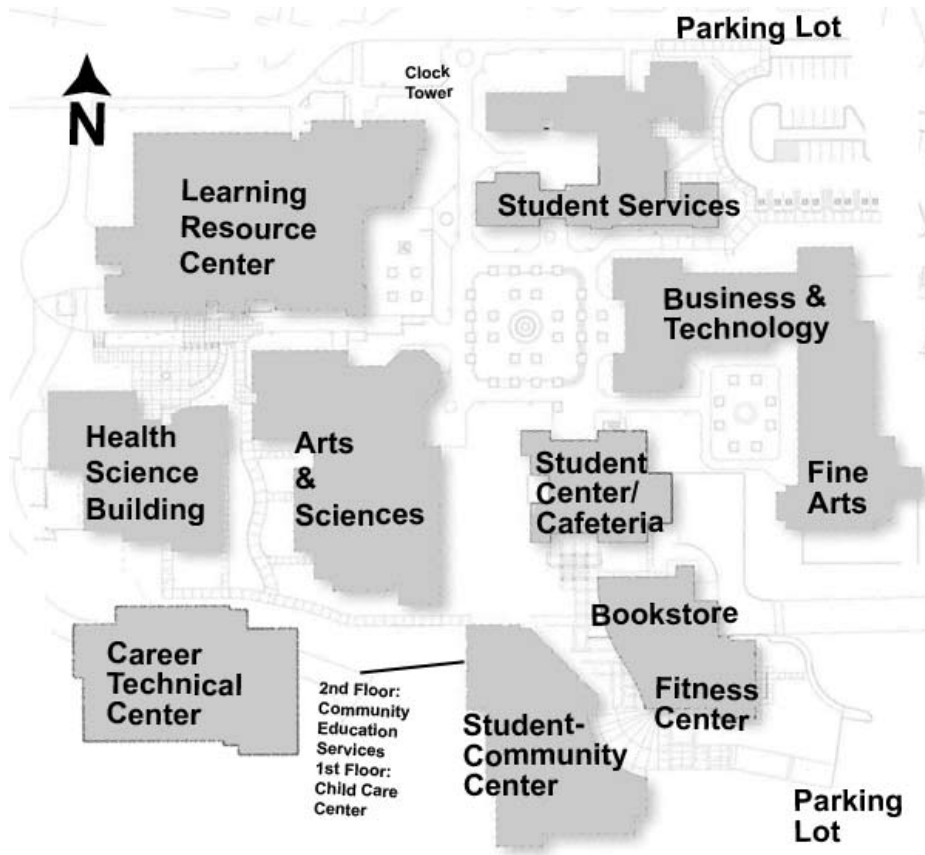 Parking Lot
Clock
Tower
N
Learning
Resource
Center
Student Services
Business &
Technology
Health
Science
Building
Arts
&
Sciences
Student
Center/
Cafeteria
Fine
Arts
Bookstore
Fitness
Center
Career
Technical
Center
2nd Floor:
Community
Education
Services
1st Floor:
Child Care
Center
Student-
Community
Center
Parking
Lot